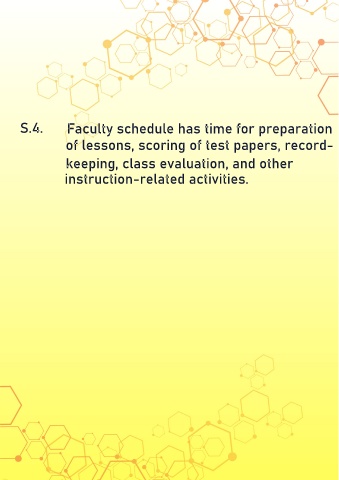 S.4. Faculty schedule has time for preparation
of lessons, scoring of test papers, record-
keeping, class evaluation, and other
instruction-related activities.